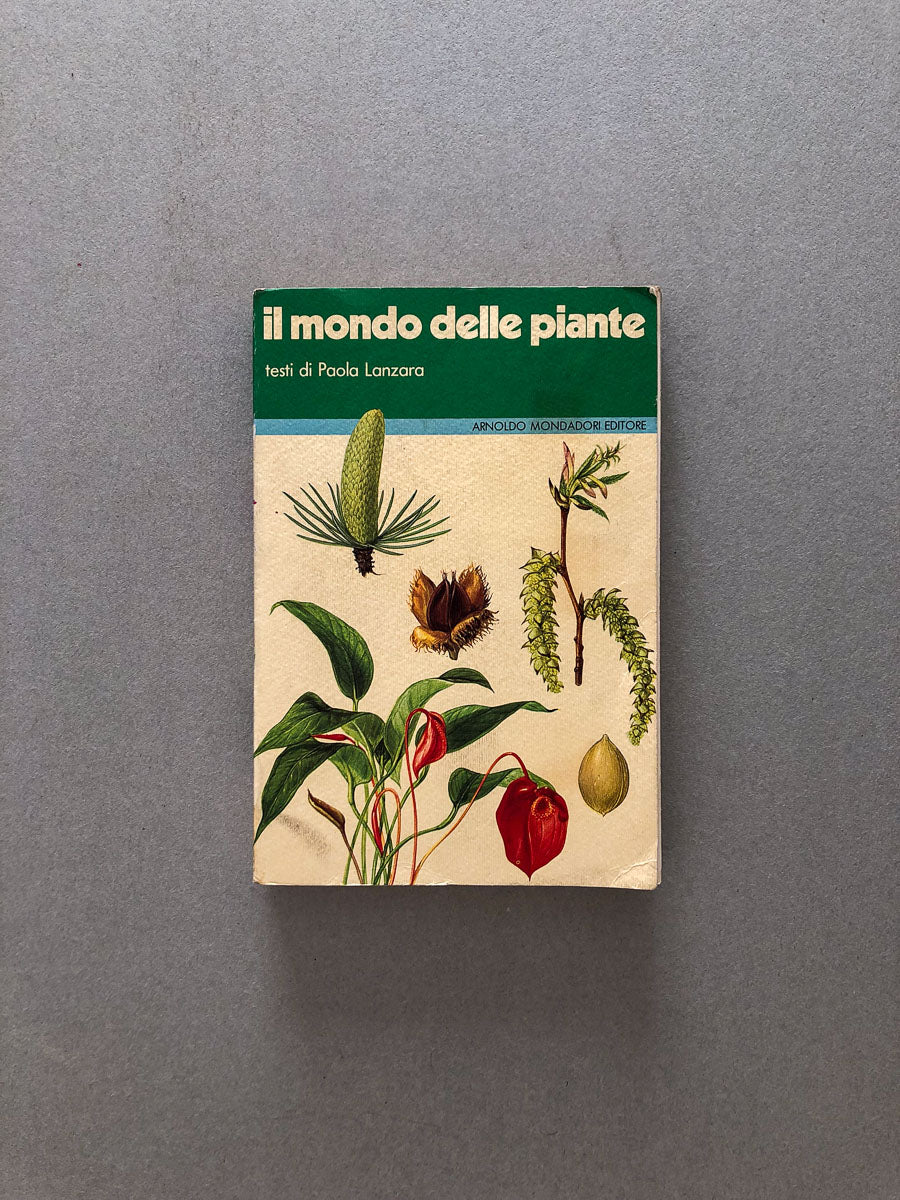 il mondo delle piante
testi di Paola Lanzara
ARNOLDO MONDADORI EDITORE